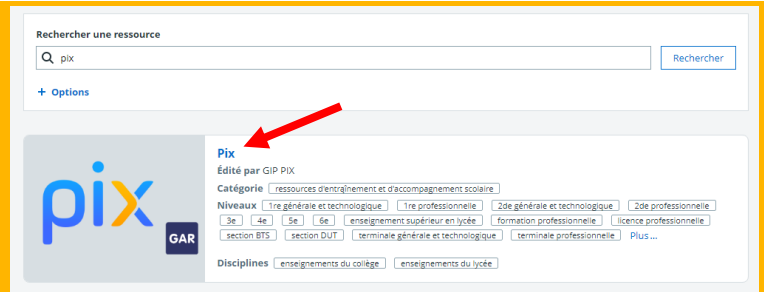 Rechercher une ressource
pix
Rechercher
+ Options
pix
GAR
Pix
Édité par GIP PIX
Catégorie ressources d'entraînement et d'accompagnement scolaire
Niveaux 1re générale et technologique 1re professionnelle 2de générale et technologique 2de professionnelle
3e 4e 5e 6e enseignement supérieur en lycée formation professionnelle licence professionnelle
section BTS section DUT terminale générale et technologique terminale professionnelle Plus ...
Disciplines enseignements du collège enseignements du lycée